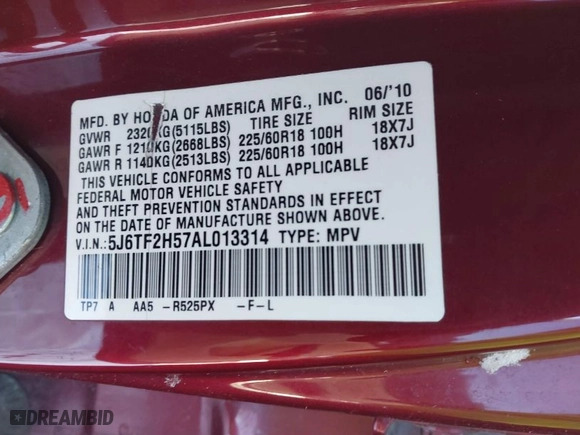 MFD. BY HONDA OF AMERICA MFG., INC. 06/'10
GVWR 2320KG(5115LBS) TIRE SIZE RIM SIZE
GAWR F 1210KG(2668LBS) 225/60R18 100H 18X7J
GAWR R 1140KG(2513LBS) 225/60R18 100H 18X7J
THIS VEHICLE CONFORMS TO ALL APPLICABLE
FEDERAL MOTOR VEHICLE SAFETY
AND THEFT PREVENTION STANDARDS IN EFFECT
ON THE DATE OF MANUFACTURE SHOWN ABOVE.
V.I.N.:5J6TF2H57AL013314 TYPE: MPV
TP7 A AA5 -R525PX -F-L
DREAMBID